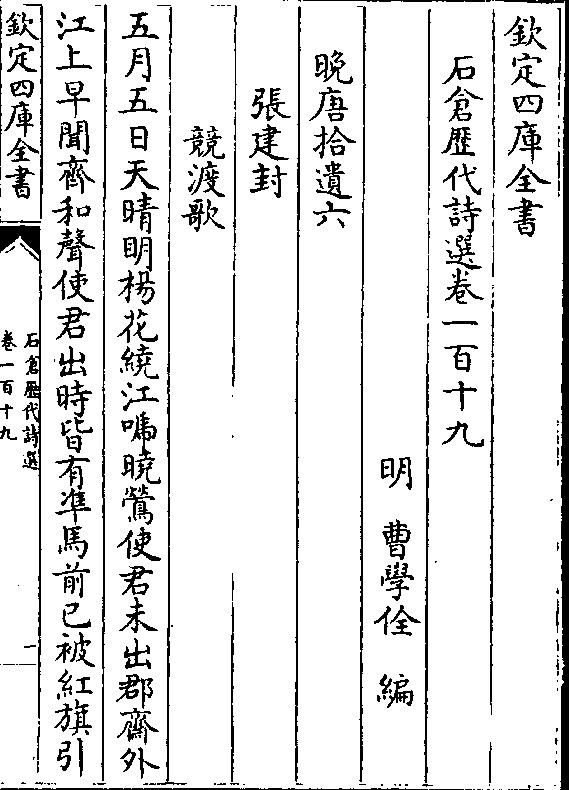 欽定四庫全書
石倉歷代詩選卷一百十九
明　曹學佺　編
晚唐拾遺六
張建封
競渡歌
五月五日天晴明楊花繞江啼曉鶯使君未出郡齋外
江上早聞齊和聲使君出時皆有凖馬前已被紅旗引
欽定四庫全書
石倉歷代詩選
卷一百十九
一